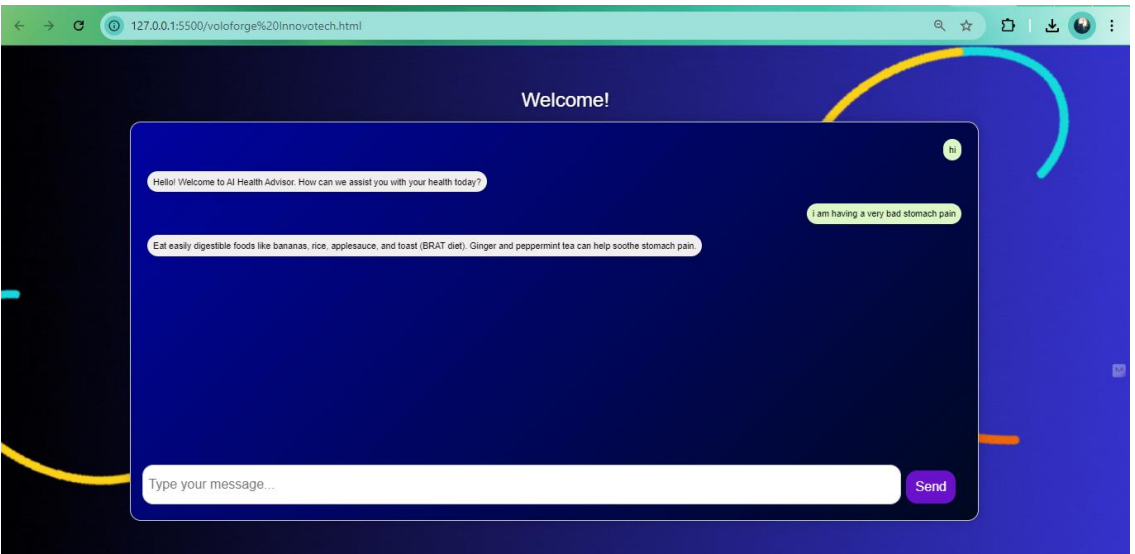 127.0.0.1:5500/voloforge%20Innovotech.html
Welcome!
hi
Hello! Welcome to AI Health Advisor. How can we assist you with your health today?
i am having a very bad stomach pain
Eat easily digestible foods like bananas, rice, applesauce, and toast (BRAT diet). Ginger and peppermint tea can help soothe stomach pain.
Type your message...
Send